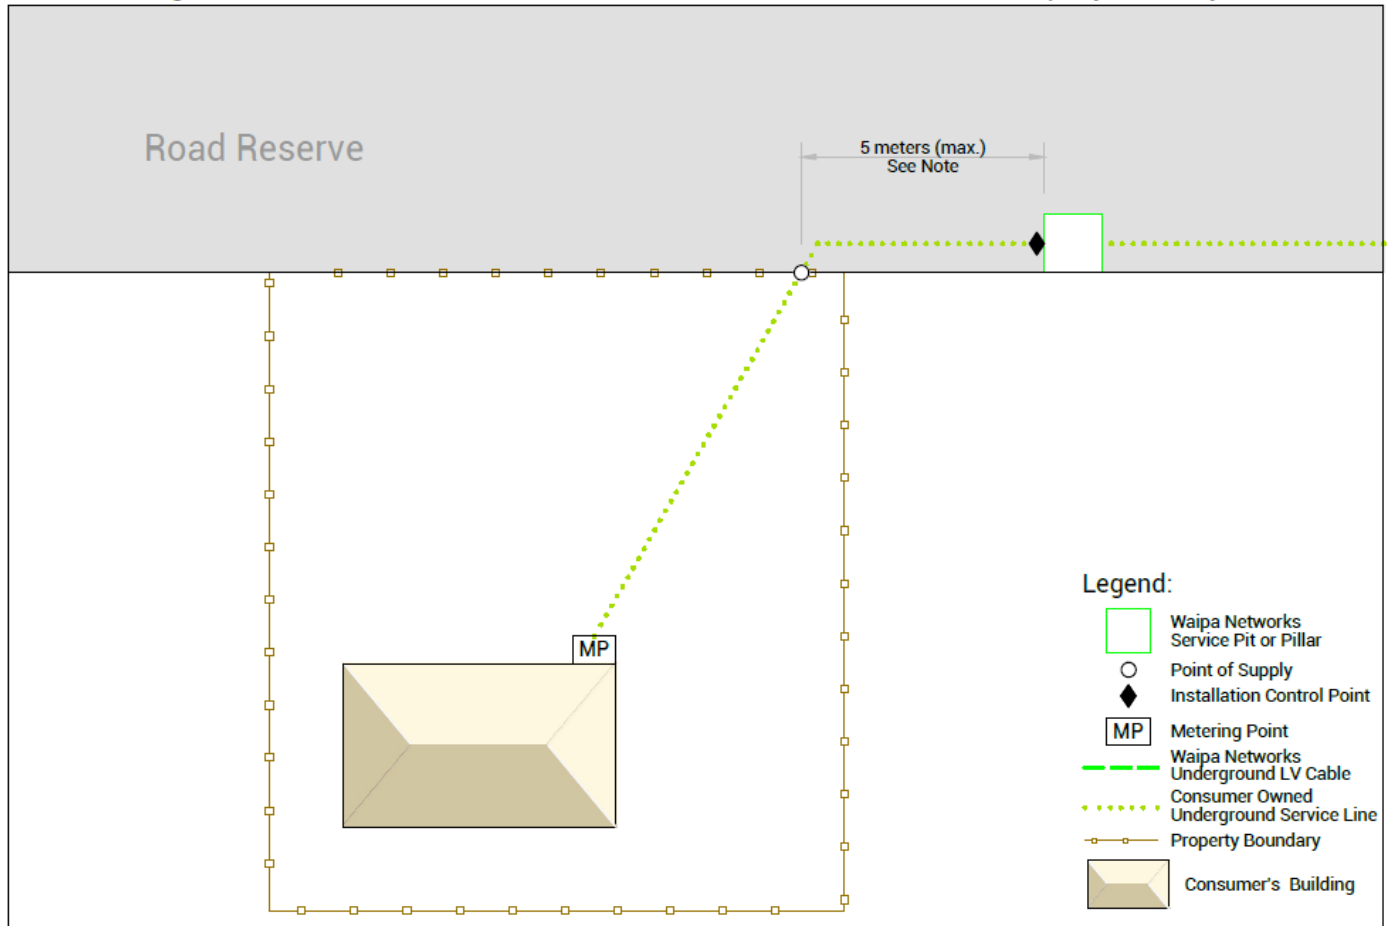 Road Reserve
5 meters (max.)
See Note
MP
Legend:
Waipa Networks
Service Pit or Pillar
Point of Supply
Installation Control Point
MP
Metering Point
Waipa Networks
Underground LV Cable
Consumer Owned
Underground Service Line
Property Boundary
Consumer's Building